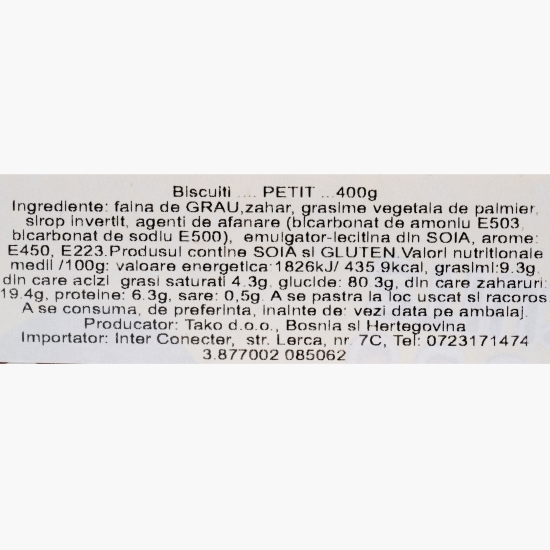 Biscuiti .... PETIT ...400g
Ingrediente: faina de GRAU,zahar, grasime vegetala de palmier,
sirop invertit, agenti de afanare (bicarbonat de amoniu E503,
bicarbonat de sodiu E500), emulgator-lecitina din SOIA, arome:
E450, E223.Produsul contine SOIA si GLUTEN.Valori nutritionale
medii /100g: valoare energetica:1826kJ/ 435.9kcal, grasimi:9.3g,
din care acizi grasi saturati 4.3g, glucide: 80.3g, din care zaharuri:
19.4g, proteine: 6.3g, sare: 0,5g. A se pastra la loc uscat si racoros.
A se consuma, de preferinta, inainte de: vezi data pe ambalaj.
Producator: Tako d.o.o., Bosnia si Hertegovina
Importator: Inter Conecter, str. Lerca, nr. 7C, Tel: 0723171474
3.877002 085062